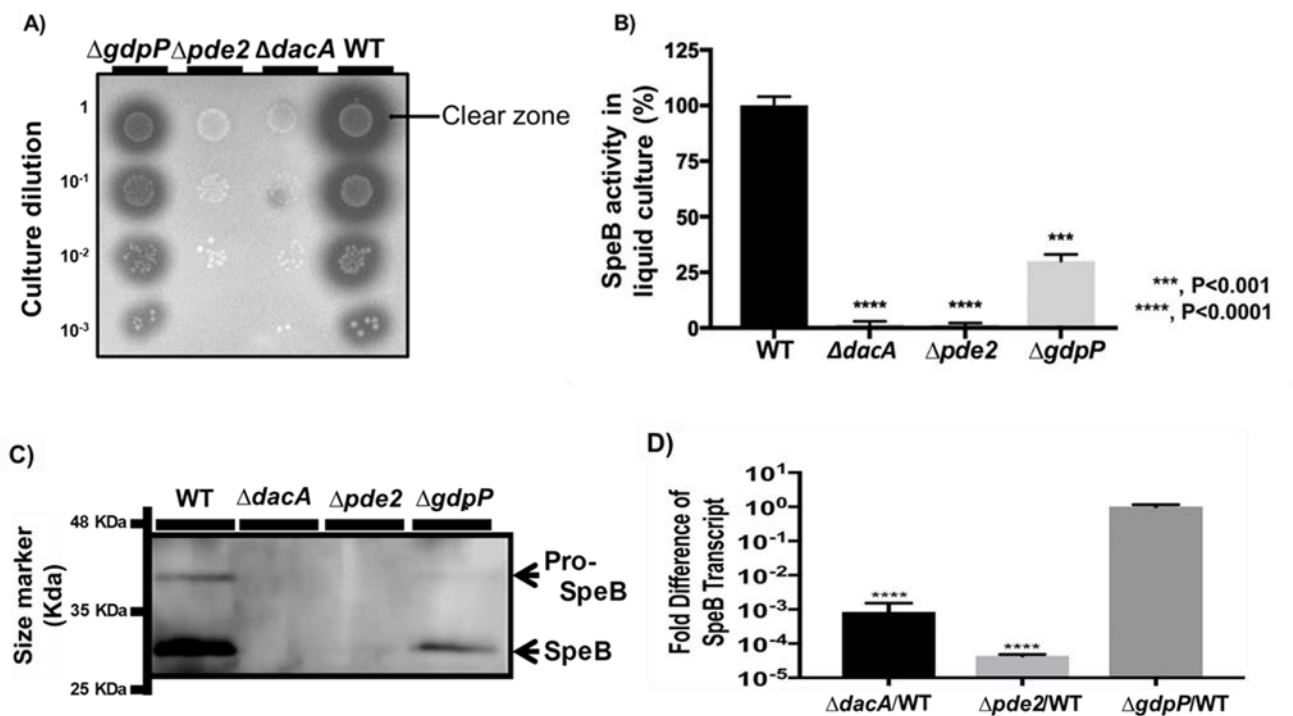 A)
ΔgdpP Δpde2 ΔdacA WT
Culture dilution
1
10⁻¹
10⁻²
10⁻³
Clear zone
B)
SpeB activity in
liquid culture (%)
125
100
75
50
25
0
****
****
***
WT
ΔdacA
Δpde2
ΔgdpP
***, P<0.001
****, P<0.0001
C)
WT ΔdacA Δpde2 ΔgdpP
Size marker
(Kda)
48 KDa
35 KDa
25 KDa
Pro-
SpeB
SpeB
D)
Fold Difference of
SpeB Transcript
10¹
10⁰
10⁻¹
10⁻²
10⁻³
10⁻⁴
10⁻⁵
****
****
ΔdacA/WT
Δpde2/WT
ΔgdpP/WT